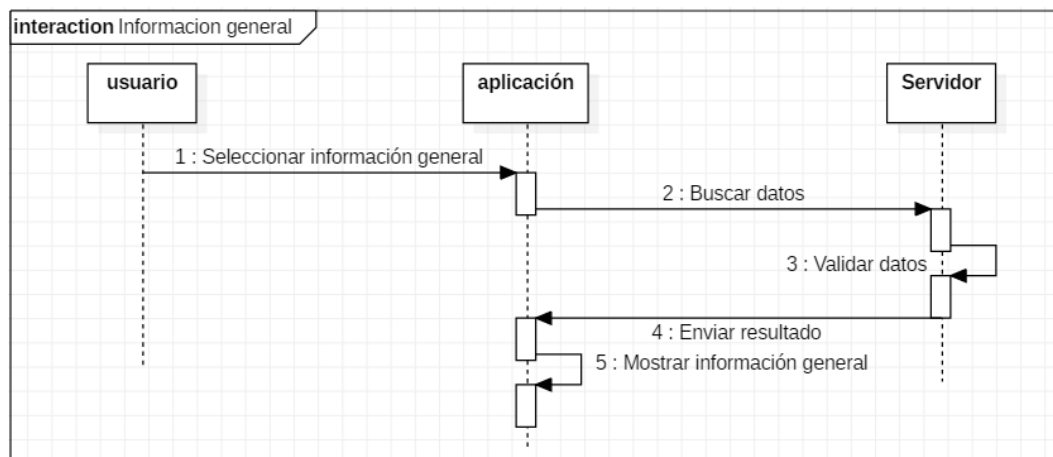 interaction Informacion general
usuario
aplicación
Servidor
1 : Seleccionar información general
2 : Buscar datos
3 : Validar datos
4 : Enviar resultado
5 : Mostrar información general